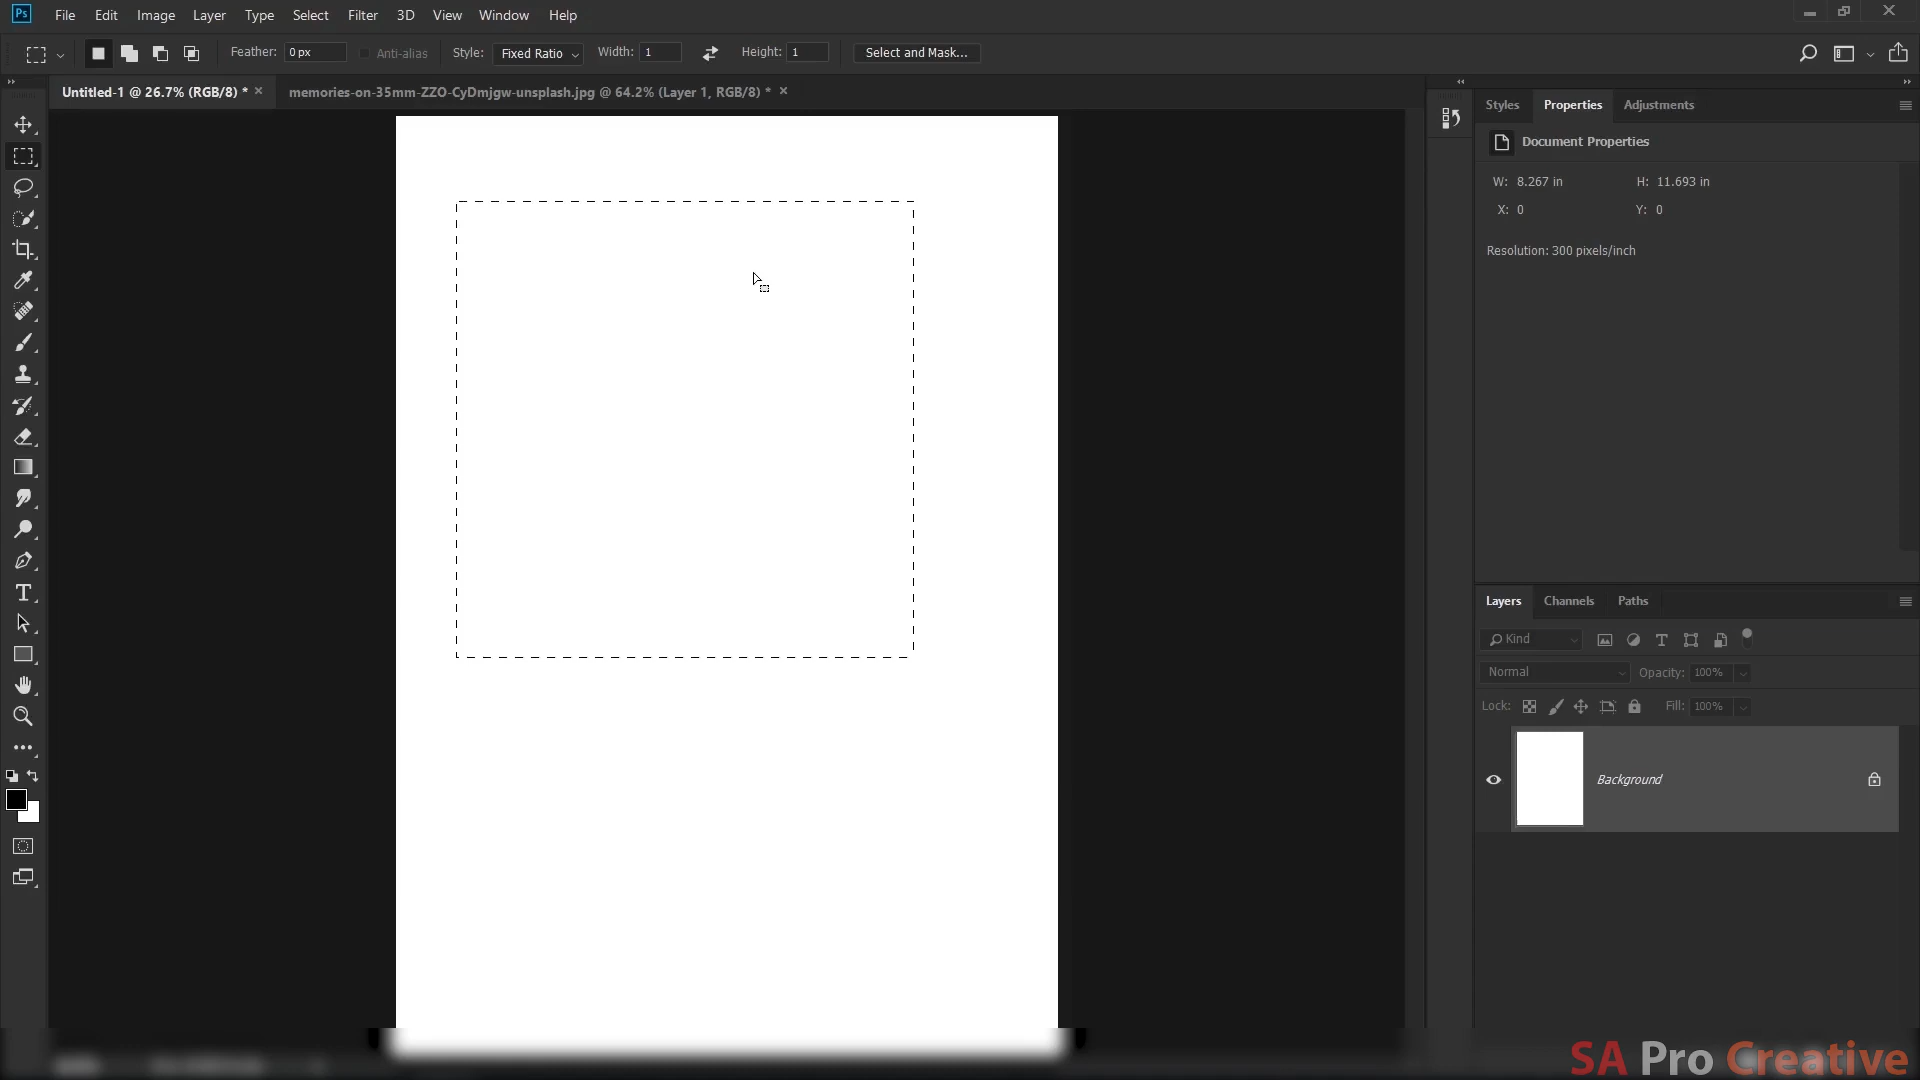 Ps File Edit Image Layer Type Select Filter 3D View Window Help
Feather: 0 px Anti-alias Style: Fixed Ratio Width: 1 Height: 1 Select and Mask...
Untitled-1 @ 26.7% (RGB/8) * × memories-on-35mm-ZZO-CyDmjgw-unsplash.jpg @ 64.2% (Layer 1, RGB/8) * ×
Styles Properties Adjustments
Document Properties
W: 8.267 in H: 11.693 in
X: 0 Y: 0
Resolution: 300 pixels/inch
Layers Channels Paths
Kind
Normal Opacity: 100%
Lock: Fill: 100%
Background
SA Pro Creative